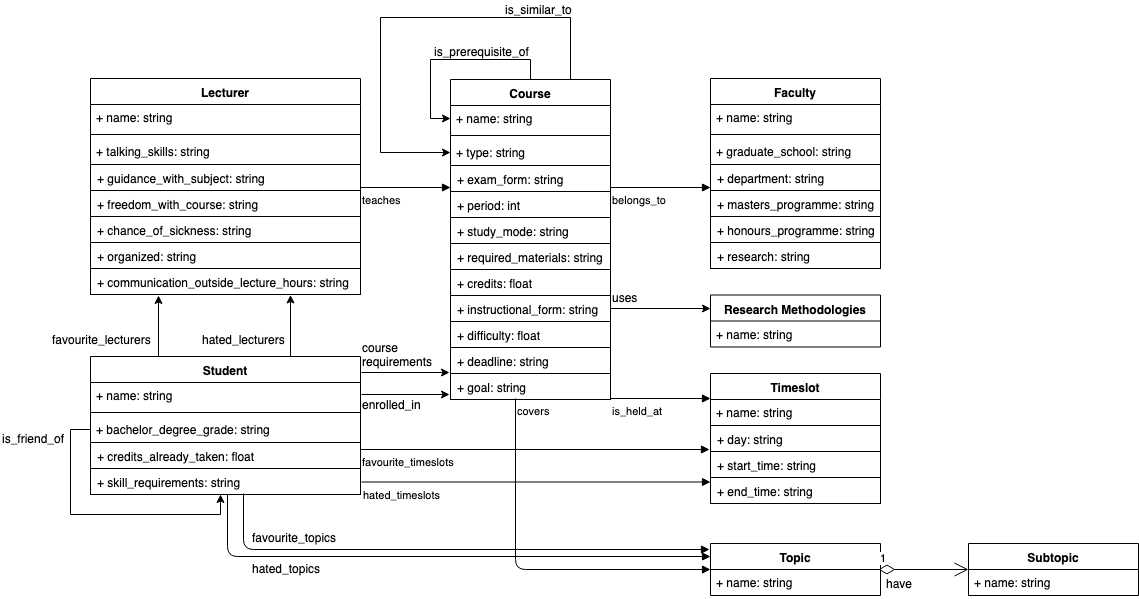 is_similar_to
is_prerequisite_of
Lecturer
+ name: string
+ talking_skills: string
+ guidance_with_subject: string
+ freedom_with_course: string
+ chance_of_sickness: string
+ organized: string
+ communication_outside_lecture_hours: string
teaches
Course
+ name: string
+ type: string
+ exam_form: string
+ period: int
+ study_mode: string
+ required_materials: string
+ credits: float
+ instructional_form: string
+ difficulty: float
+ deadline: string
+ goal: string
belongs_to
Faculty
+ name: string
+ graduate_school: string
+ department: string
+ masters_programme: string
+ honours_programme: string
+ research: string
uses
Research Methodologies
+ name: string
favourite_lecturers
hated_lecturers
Student
+ name: string
+ bachelor_degree_grade: string
+ credits_already_taken: float
+ skill_requirements: string
is_friend_of
course
requirements
enrolled_in
covers
is_held_at
favourite_timeslots
hated_timeslots
Timeslot
+ name: string
+ day: string
+ start_time: string
+ end_time: string
favourite_topics
hated_topics
Topic
+ name: string
1
have
Subtopic
+ name: string